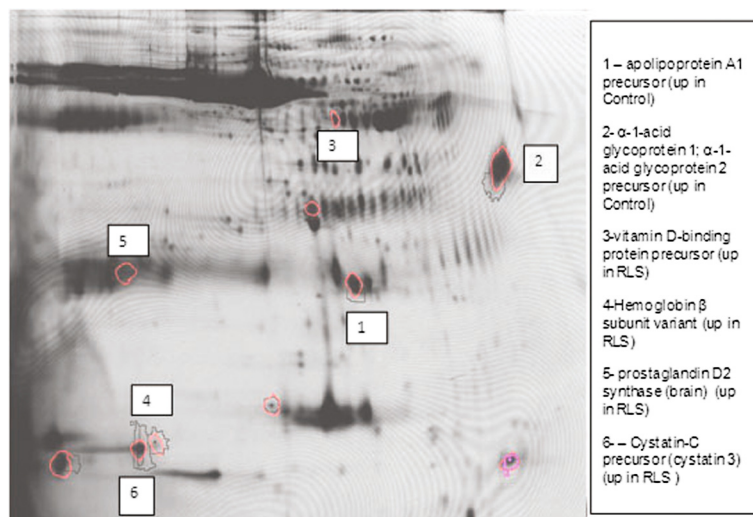 3
2
5
1
4
6
1 – apolipoprotein A1
precursor (up in
Control)
2- α-1-acid
glycoprotein 1; α-1-
acid glycoprotein 2
precursor (up in
Control)
3-vitamin D-binding
protein precursor (up
in RLS)
4-Hemoglobin β
subunit variant (up in
RLS)
5- prostaglandin D2
synthase (brain) (up
in RLS)
6- – Cystatin-C
precursor (cystatin 3)
(up in RLS )